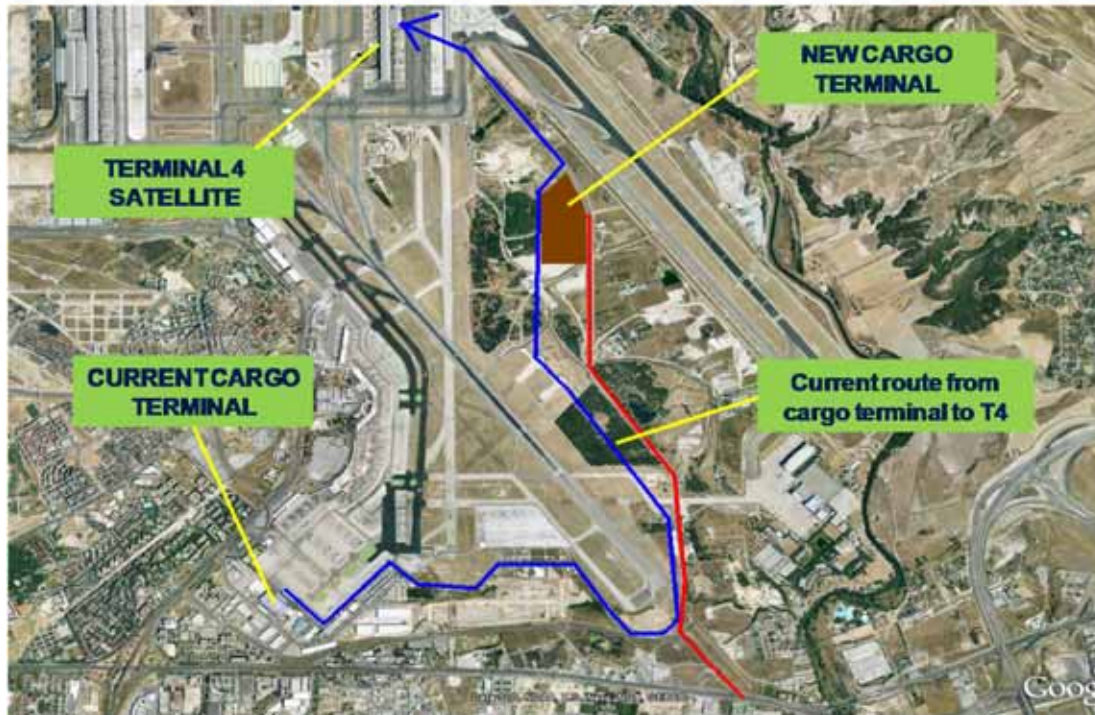 NEW CARGO
TERMINAL
TERMINAL 4
SATELLITE
CURRENT CARGO
TERMINAL
Current route from
cargo terminal to T4
Goog